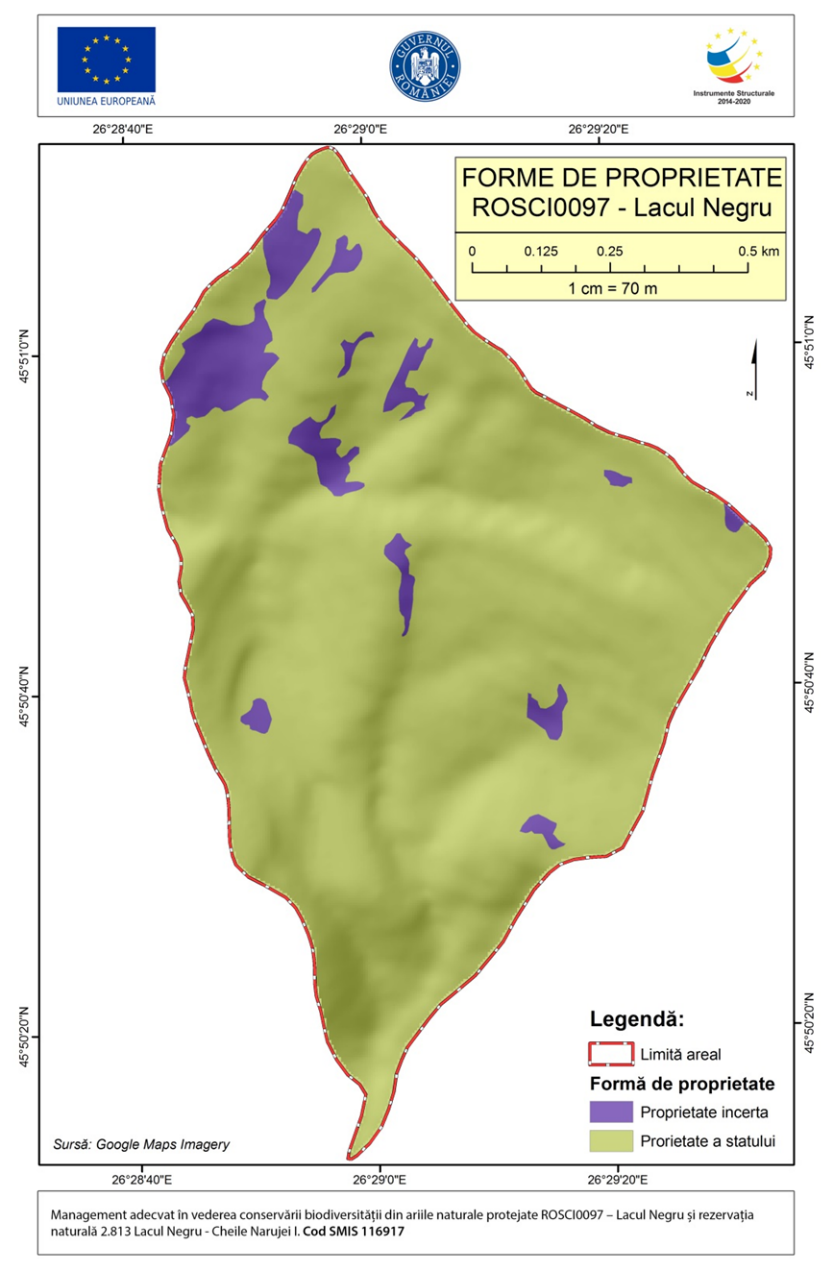 UNIUNEA EUROPEANĂ
GUVERNUL ROMÂNIEI
Instrumente Structurale
2014-2020
26°28'40"E 26°29'0"E 26°29'20"E
FORME DE PROPRIETATE
ROSCI0097 - Lacul Negru
0 0.125 0.25 0.5 km
1 cm = 70 m
45°51'0"N 45°51'0"N
N
45°50'40"N 45°50'40"N
45°50'20"N 45°50'20"N
Legendă:
Limită areal
Formă de proprietate
Proprietate incerta
Prorietate a statului
Sursă: Google Maps Imagery
26°28'40"E 26°29'0"E 26°29'20"E
Management adecvat în vederea conservării biodiversității din ariile naturale protejate ROSCI0097 – Lacul Negru și rezervația
naturală 2.813 Lacul Negru - Cheile Narujei I. Cod SMIS 116917